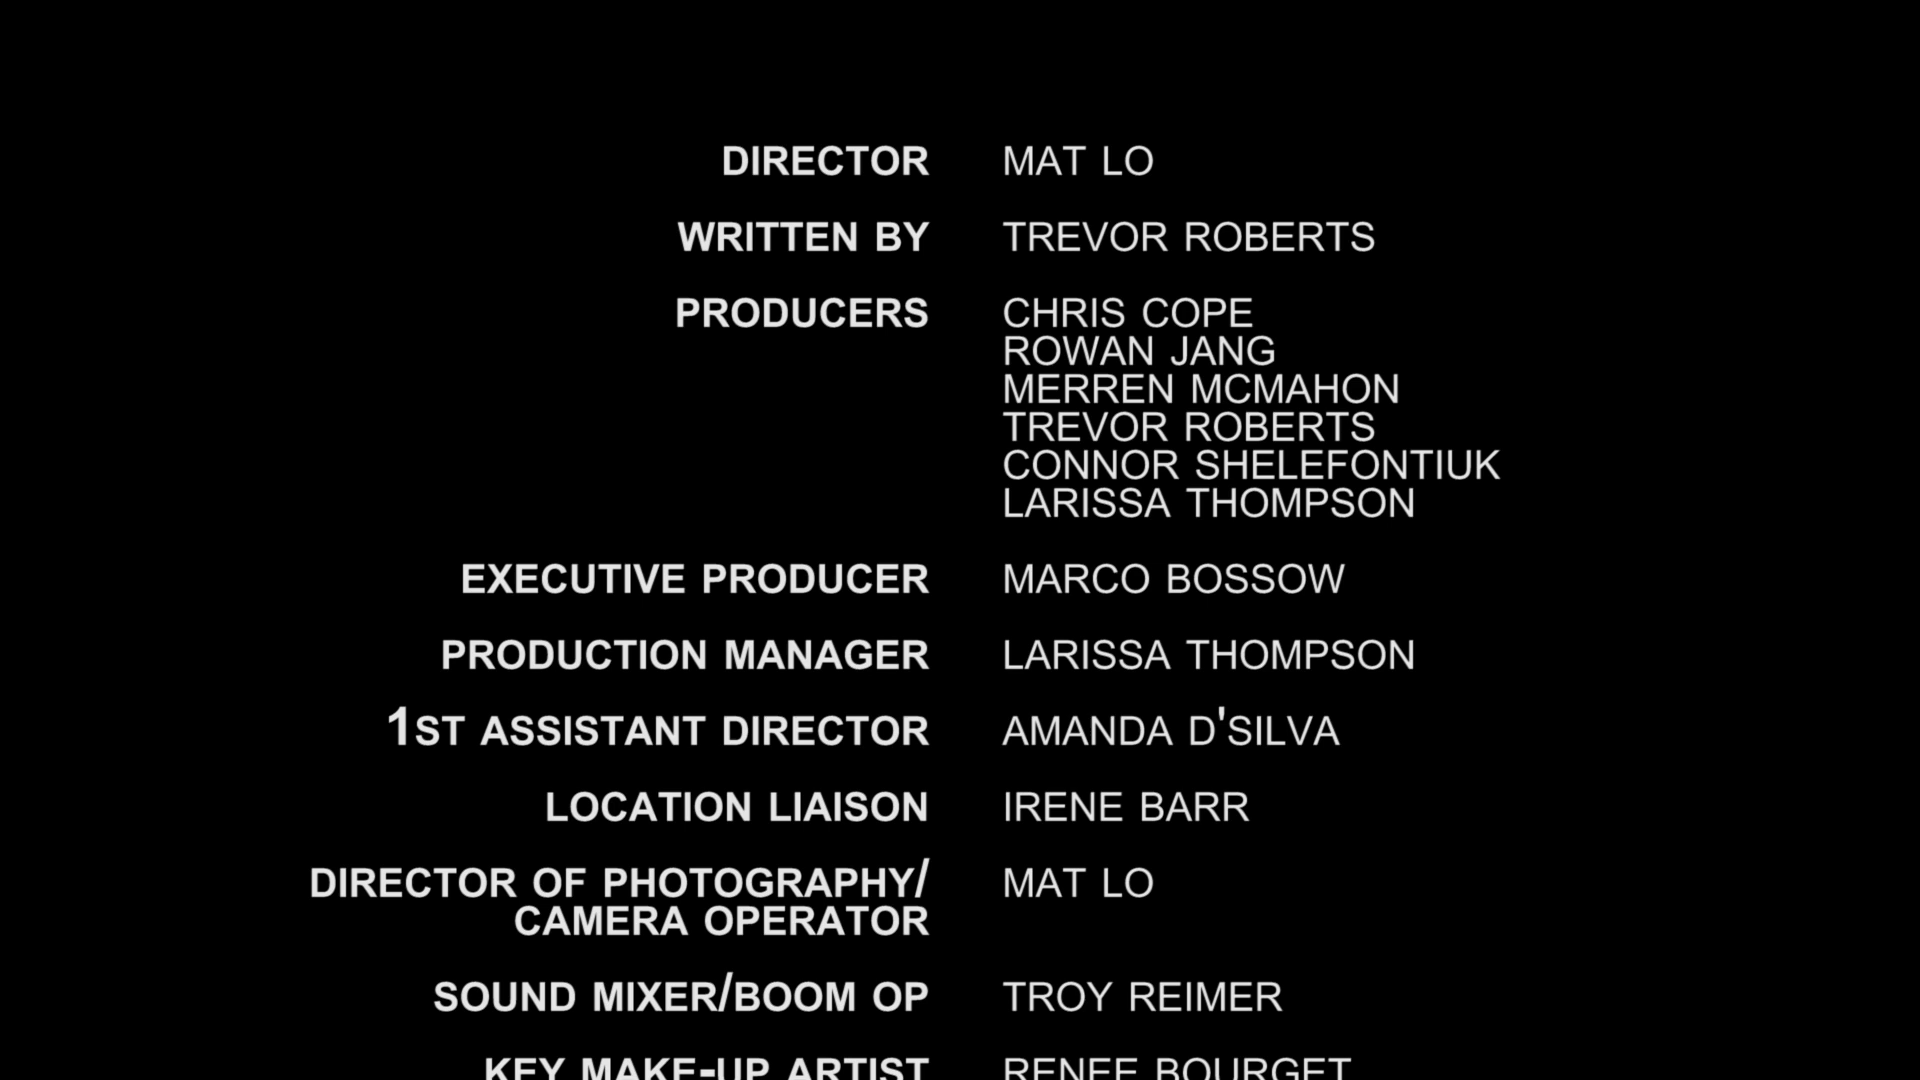 DIRECTOR MAT LO
WRITTEN BY TREVOR ROBERTS
PRODUCERS CHRIS COPE
ROWAN JANG
MERREN MCMAHON
TREVOR ROBERTS
CONNOR SHELEFONTIUK
LARISSA THOMPSON
EXECUTIVE PRODUCER MARCO BOSSOW
PRODUCTION MANAGER LARISSA THOMPSON
1ST ASSISTANT DIRECTOR AMANDA D'SILVA
LOCATION LIAISON IRENE BARR
DIRECTOR OF PHOTOGRAPHY/ MAT LO
CAMERA OPERATOR
SOUND MIXER/BOOM OP TROY REIMER
KEY MAKE-UP ARTIST RENEE BOURGET